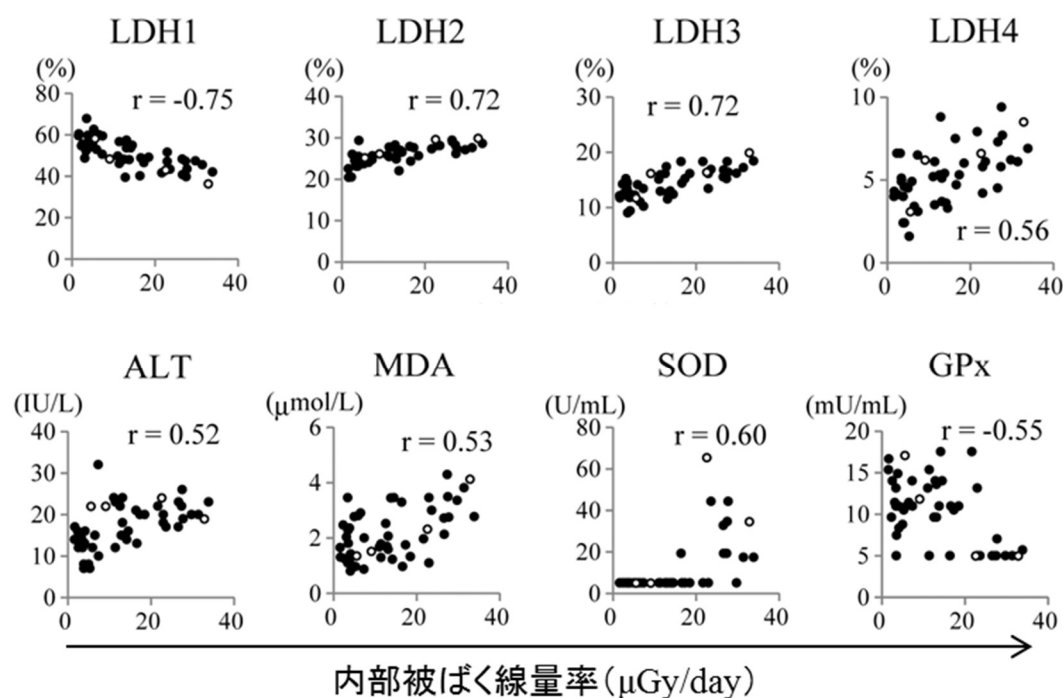 LDH1 LDH2 LDH3 LDH4
(%) (%) (%) (%)
80 40 30 10
r = -0.75 r = 0.72 r = 0.72
60 30
40 20 20 5
20 10 10 r = 0.56
0 0 0 0
0 20 40 0 20 40 0 20 40 0 20 40
ALT MDA SOD GPx
(IU/L) (μmol/L) (U/mL) (mU/mL)
40 6 80 20
r = 0.52 r = 0.53 r = 0.60 r = -0.55
30 60 15
4
20 40 10
2
10 20 5
0 0 0 0
0 20 40 0 20 40 0 20 40 0 20 40
内部被ばく線量率(μGy/day)